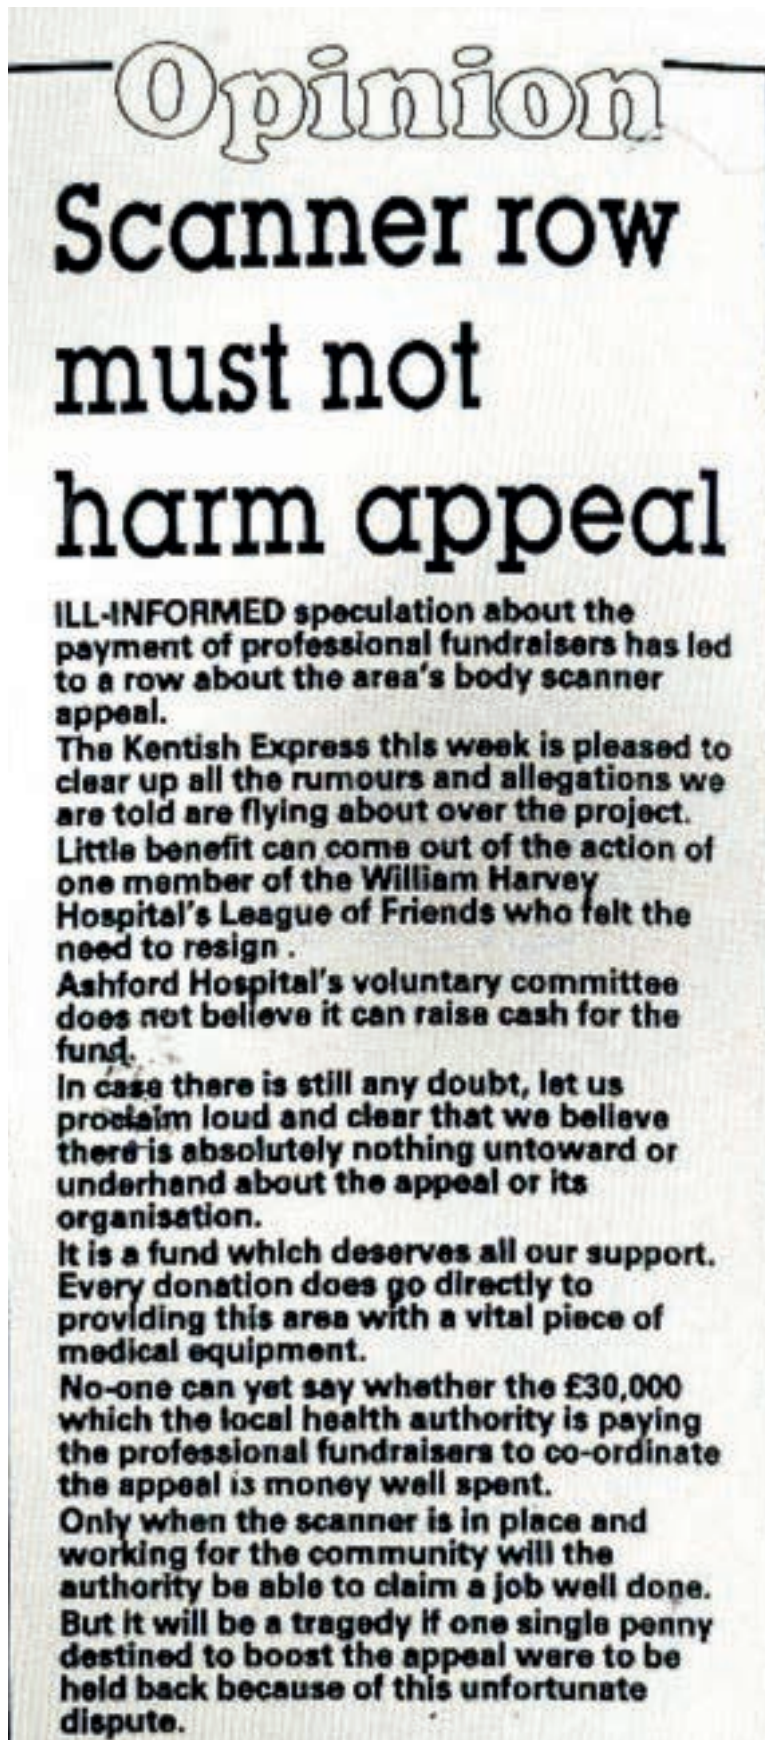 Opinion
Scanner row
must not
harm appeal
ILL-INFORMED speculation about the
payment of professional fundraisers has led
to a row about the area's body scanner
appeal.
The Kentish Express this week is pleased to
clear up all the rumours and allegations we
are told are flying about over the project.
Little benefit can come out of the action of
one member of the William Harvey
Hospital's League of Friends who felt the
need to resign .
Ashford Hospital's voluntary committee
does not believe it can raise cash for the
fund.
In case there is still any doubt, let us
proclaim loud and clear that we believe
there is absolutely nothing untoward or
underhand about the appeal or its
organisation.
It is a fund which deserves all our support.
Every donation does go directly to
providing this area with a vital piece of
medical equipment.
No-one can yet say whether the £30,000
which the local health authority is paying
the professional fundraisers to co-ordinate
the appeal is money well spent.
Only when the scanner is in place and
working for the community will the
authority be able to claim a job well done.
But it will be a tragedy if one single penny
destined to boost the appeal were to be
held back because of this unfortunate
dispute.